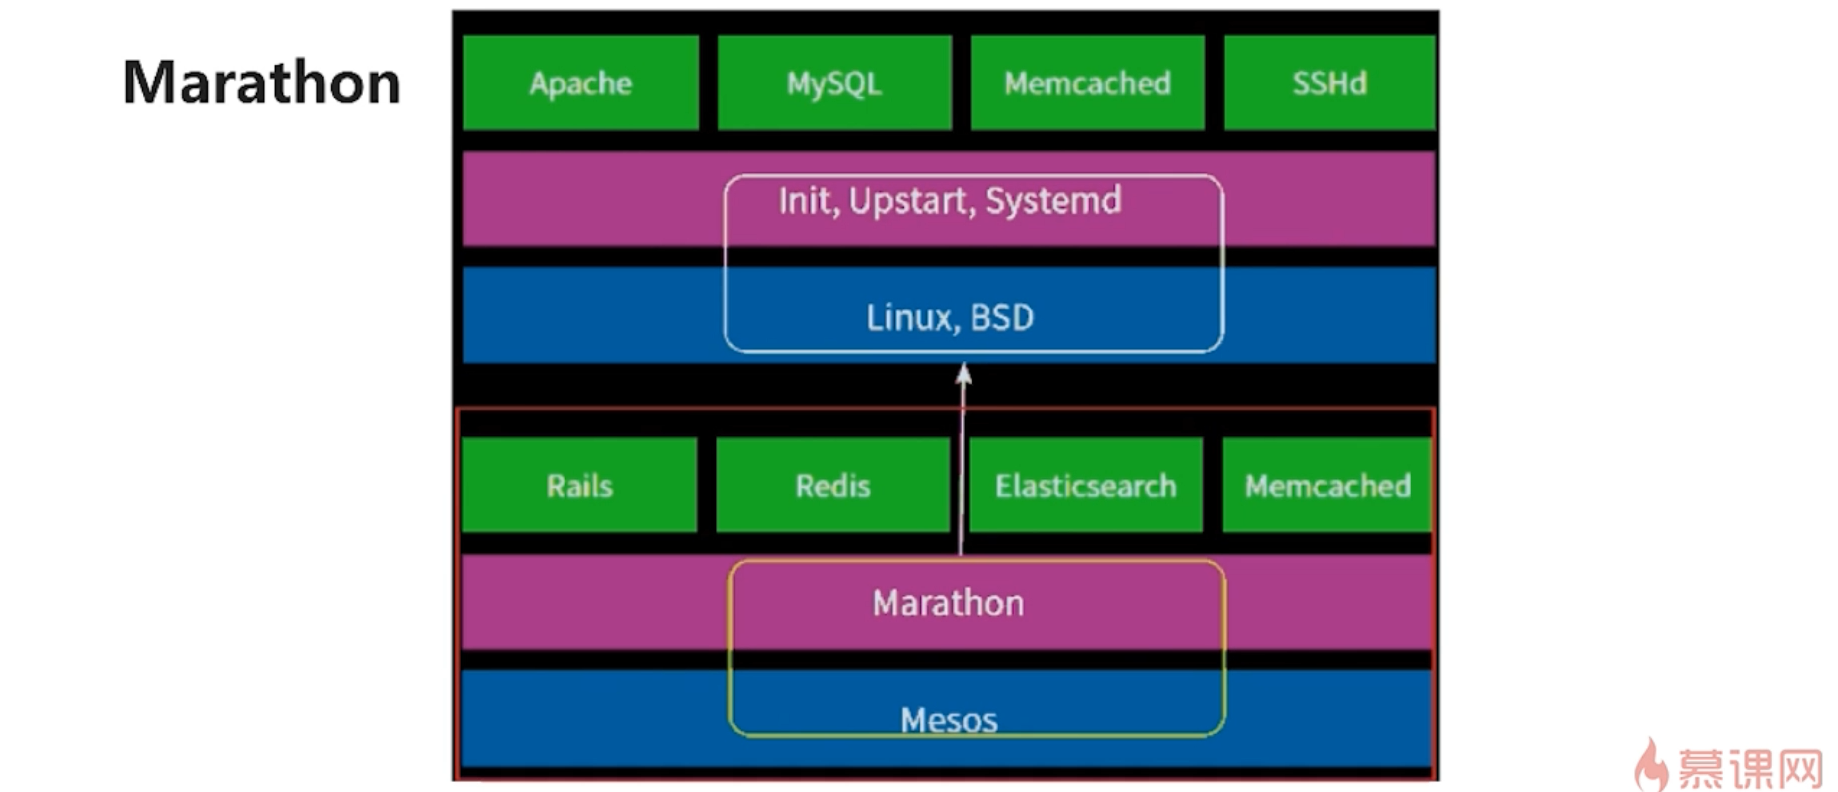 Marathon
Apache
MySQL
Memcached
SSHd
Init, Upstart, Systemd
Linux, BSD
Rails
Redis
Elasticsearch
Memcached
Marathon
Mesos
慕课网